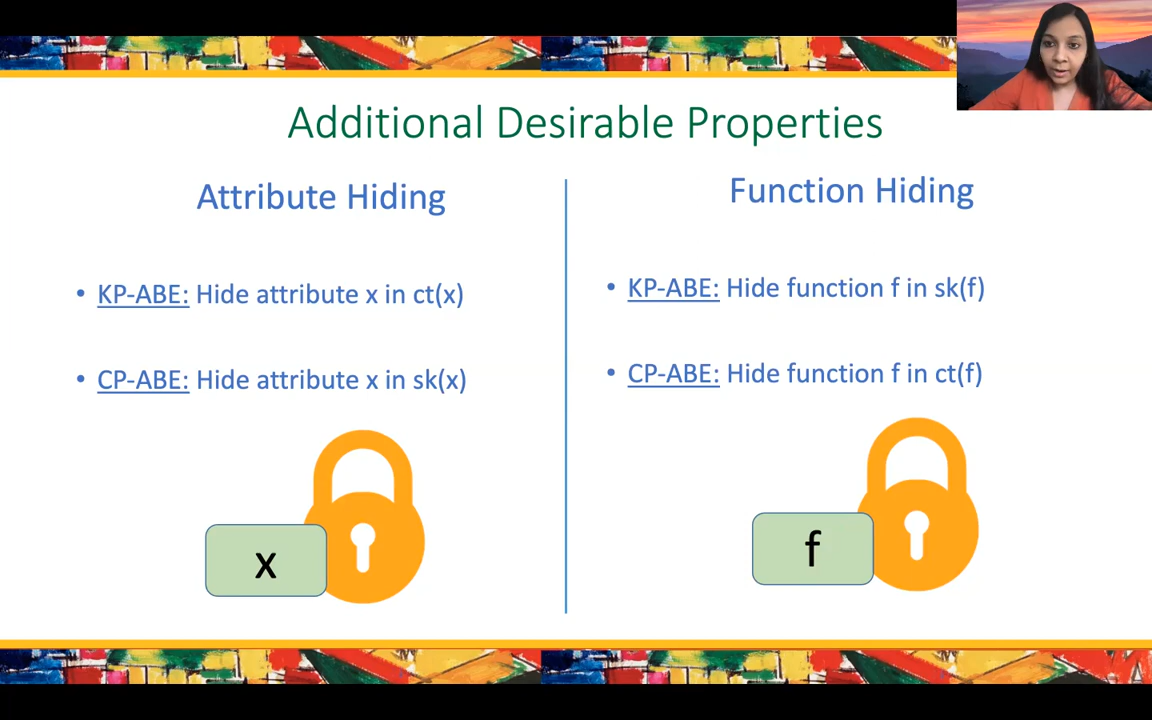 Additional Desirable Properties
Attribute Hiding
• KP-ABE: Hide attribute x in ct(x)
• CP-ABE: Hide attribute x in sk(x)
x
Function Hiding
• KP-ABE: Hide function f in sk(f)
• CP-ABE: Hide function f in ct(f)
f